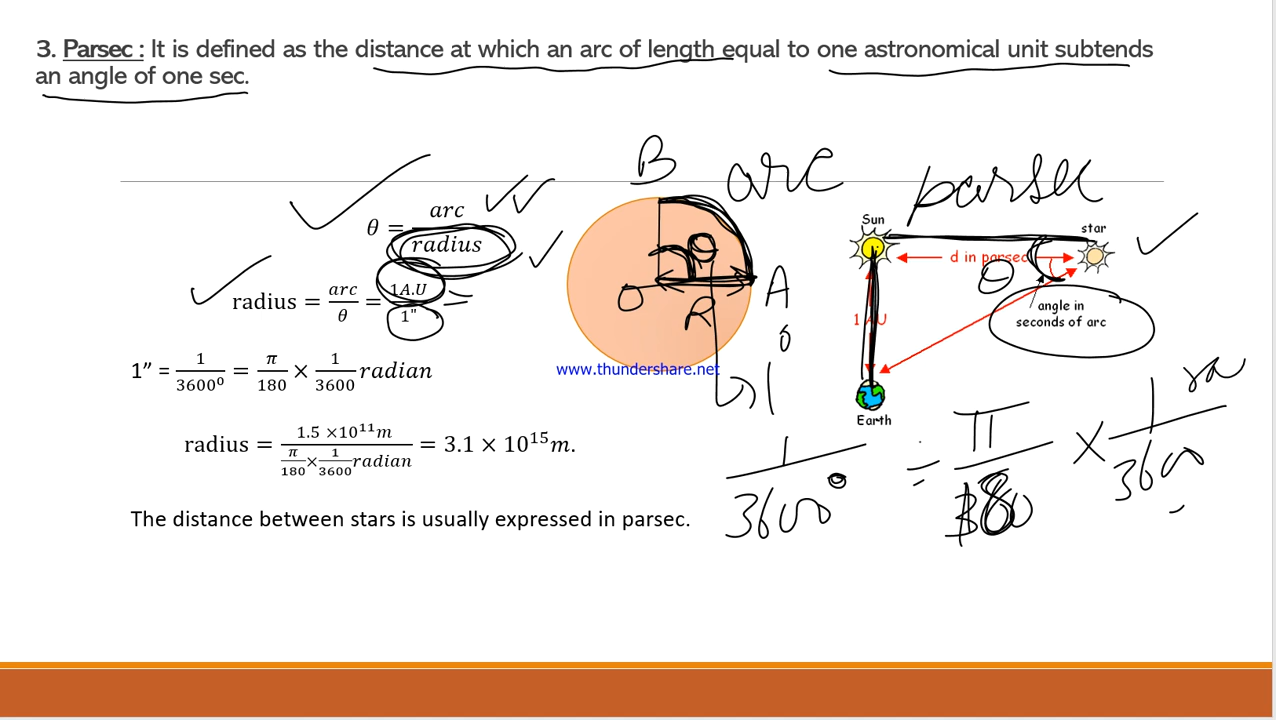 3. Parsec : It is defined as the distance at which an arc of length equal to one astronomical unit subtends
an angle of one sec.
B arc parsec
θ = arc / radius
radius = arc / θ = 1A.U / 1"
Sun
star
d in parsec
θ
1 AU
angle in
seconds of arc
Earth
θ
O R A
www.thundershare.net
1” = 1 / 3600⁰ = π / 180 × 1 / 3600 radian
radius = 1.5 ×10¹¹m / (π / 180 × 1 / 3600 radian) = 3.1 × 10¹⁵m.
1 / 3600° = π / 180 × 1 / 3600
The distance between stars is usually expressed in parsec.